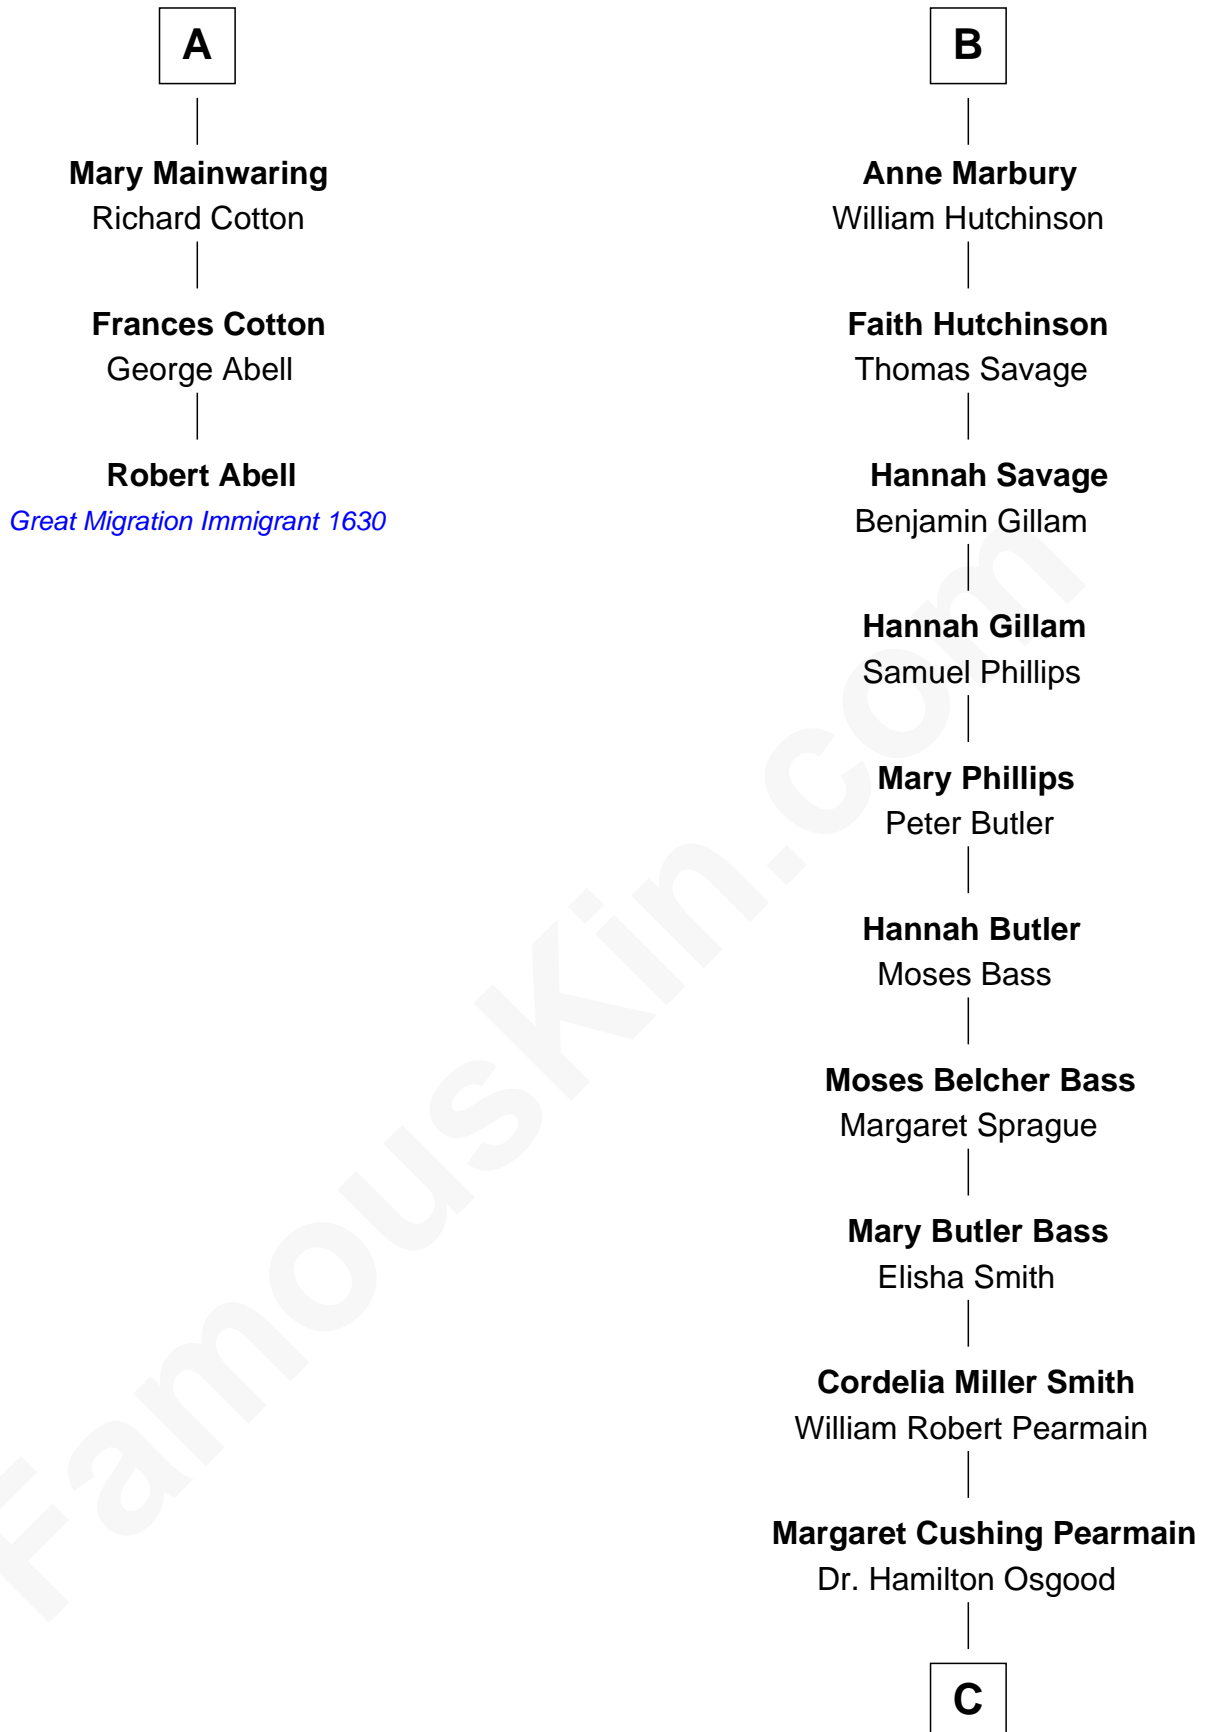 A
Mary Mainwaring
Richard Cotton
Frances Cotton
George Abell
Robert Abell
Great Migration Immigrant 1630
B
Anne Marbury
William Hutchinson
Faith Hutchinson
Thomas Savage
Hannah Savage
Benjamin Gillam
Hannah Gillam
Samuel Phillips
Mary Phillips
Peter Butler
Hannah Butler
Moses Bass
Moses Belcher Bass
Margaret Sprague
Mary Butler Bass
Elisha Smith
Cordelia Miller Smith
William Robert Pearmain
Margaret Cushing Pearmain
Dr. Hamilton Osgood
C
FamousKin.com